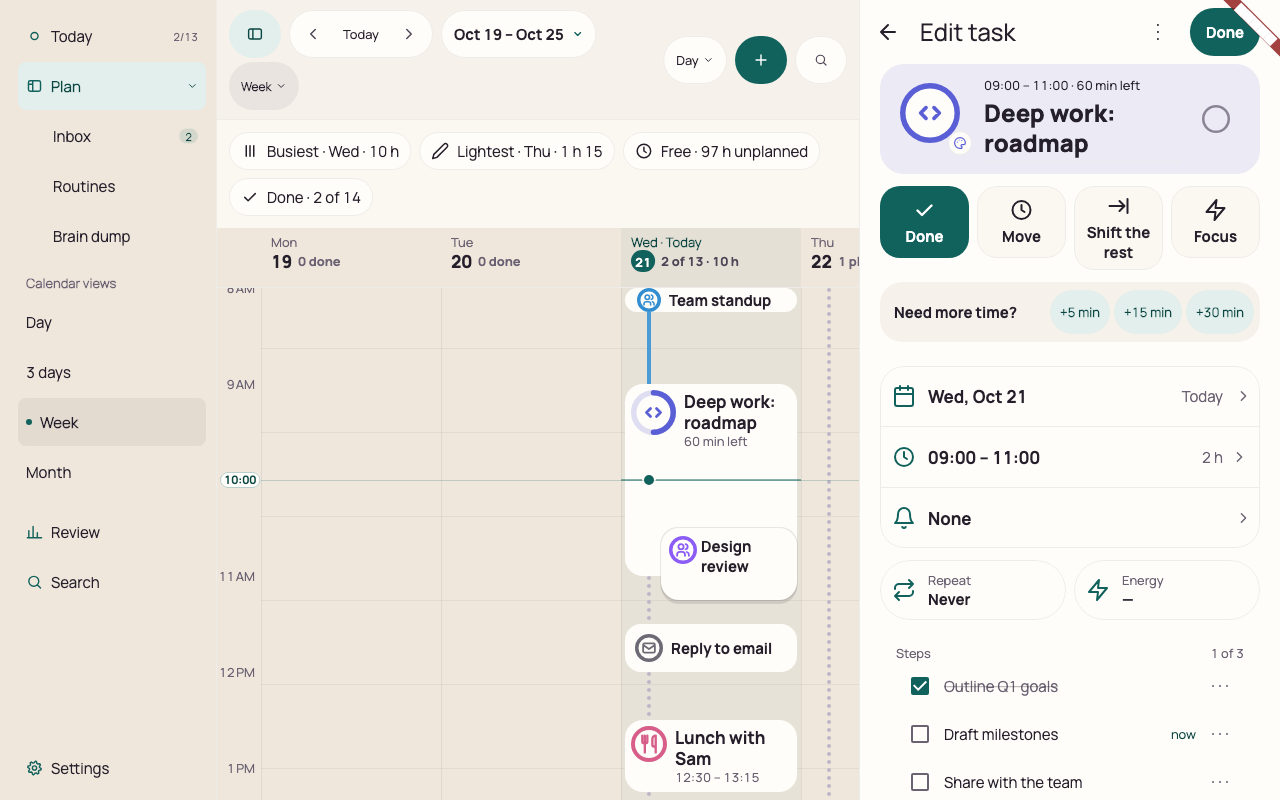 Today 2/13
Plan
Inbox 2
Routines
Brain dump
Calendar views
Day
3 days
Week
Month
Review
Search
Settings
Today
Oct 19 – Oct 25
Week
Day
Busiest · Wed · 10 h
Lightest · Thu · 1 h 15
Free · 97 h unplanned
Done · 2 of 14
Mon
19 0 done
Tue
20 0 done
Wed · Today
21 2 of 13 · 10 h
Thu
22 1 pl
8 AM
9 AM
10:00
11 AM
12 PM
1 PM
Team standup
Deep work:
roadmap
60 min left
Design
review
Reply to email
Lunch with
Sam
12:30 – 13:15
Edit task
Done
09:00 – 11:00 · 60 min left
Deep work:
roadmap
Done
Move
Shift the
rest
Focus
Need more time?
+5 min
+15 min
+30 min
Wed, Oct 21 Today
09:00 – 11:00 2 h
None
Repeat
Never
Energy
—
Steps 1 of 3
Outline Q1 goals
Draft milestones now
Share with the team